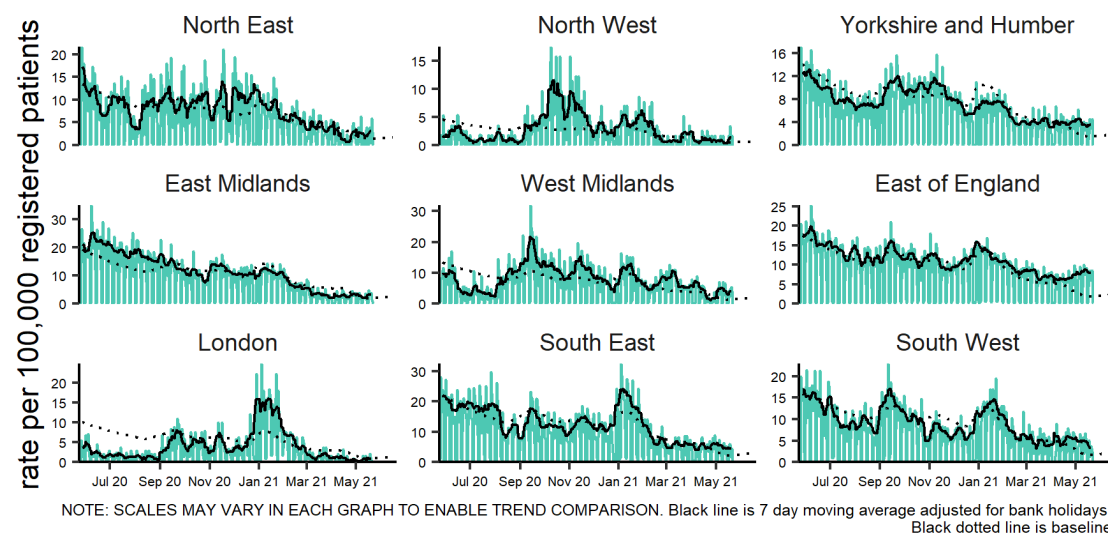 rate per 100,000 registered patients
North East
20
15
10
5
0
North West
15
10
5
0
Yorkshire and Humber
16
12
8
4
0
East Midlands
30
20
10
0
West Midlands
30
20
10
0
East of England
25
20
15
10
5
0
London
20
15
10
5
0
Jul 20 Sep 20 Nov 20 Jan 21 Mar 21 May 21
South East
30
20
10
0
Jul 20 Sep 20 Nov 20 Jan 21 Mar 21 May 21
South West
20
15
10
5
0
Jul 20 Sep 20 Nov 20 Jan 21 Mar 21 May 21
NOTE: SCALES MAY VARY IN EACH GRAPH TO ENABLE TREND COMPARISON. Black line is 7 day moving average adjusted for bank holidays
Black dotted line is baseline